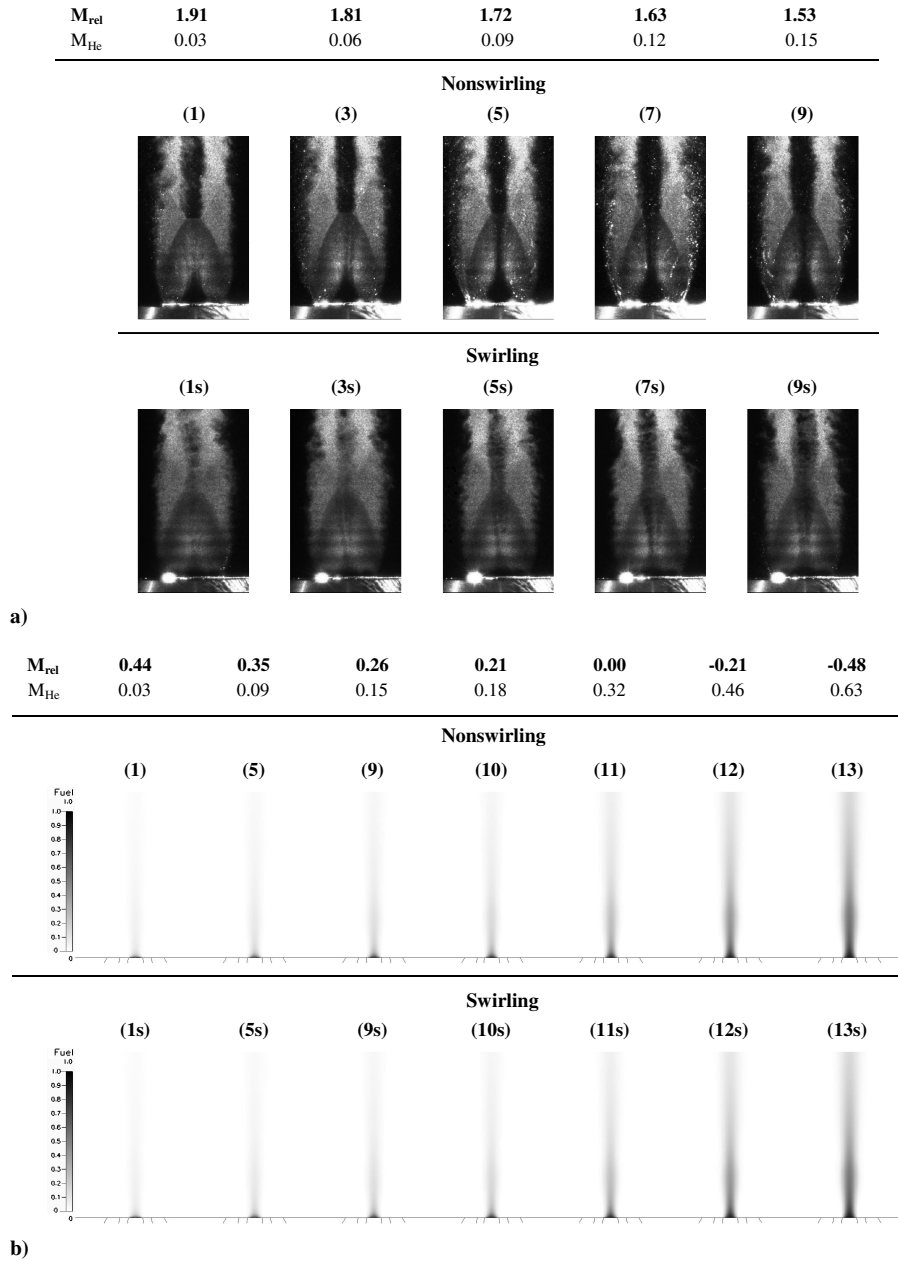 M_rel 1.91 1.81 1.72 1.63 1.53
M_He 0.03 0.06 0.09 0.12 0.15
Nonswirling
(1) (3) (5) (7) (9)
Swirling
(1s) (3s) (5s) (7s) (9s)
a)
M_rel 0.44 0.35 0.26 0.21 0.00 -0.21 -0.48
M_He 0.03 0.09 0.15 0.18 0.32 0.46 0.63
Nonswirling
(1) (5) (9) (10) (11) (12) (13)
Fuel
1.0
1.0
0.9
0.8
0.7
0.6
0.5
0.4
0.3
0.2
0.1
0
0
Swirling
(1s) (5s) (9s) (10s) (11s) (12s) (13s)
Fuel
1.0
1.0
0.9
0.8
0.7
0.6
0.5
0.4
0.3
0.2
0.1
0
0
b)